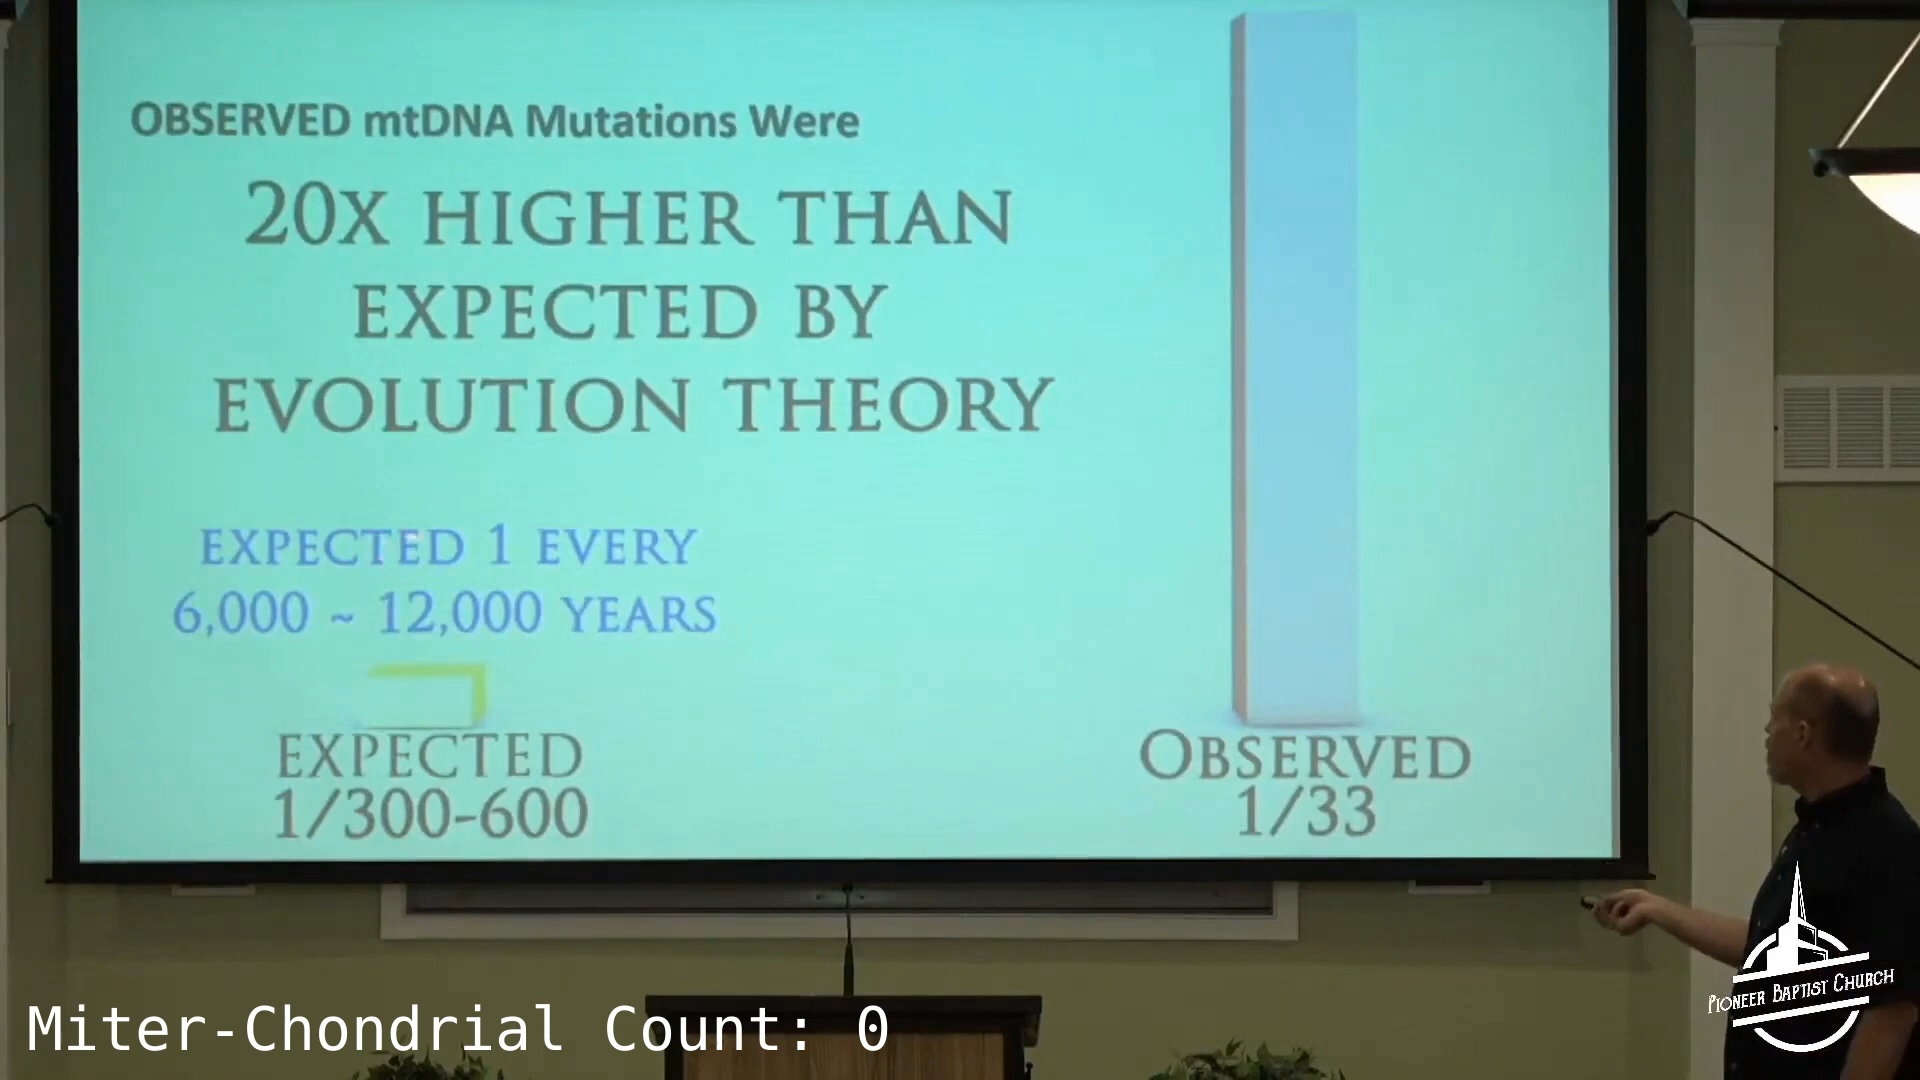 OBSERVED mtDNA Mutations Were
20X HIGHER THAN
EXPECTED BY
EVOLUTION THEORY
EXPECTED 1 EVERY
6,000 ~ 12,000 YEARS
EXPECTED
1/300-600
OBSERVED
1/33
Miter-Chondrial Count: 0
PIONEER BAPTIST CHURCH